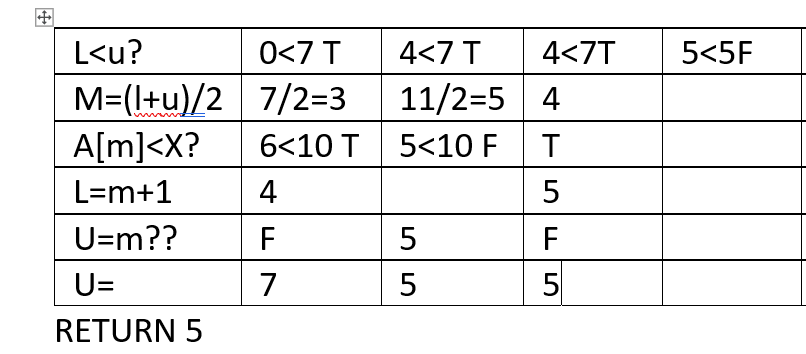 L<u? 0<7 T 4<7 T 4<7T 5<5F
M=(l+u)/2 7/2=3 11/2=5 4
A[m]<X? 6<10 T 5<10 F T
L=m+1 4 5
U=m?? F 5 F
U= 7 5 5
RETURN 5